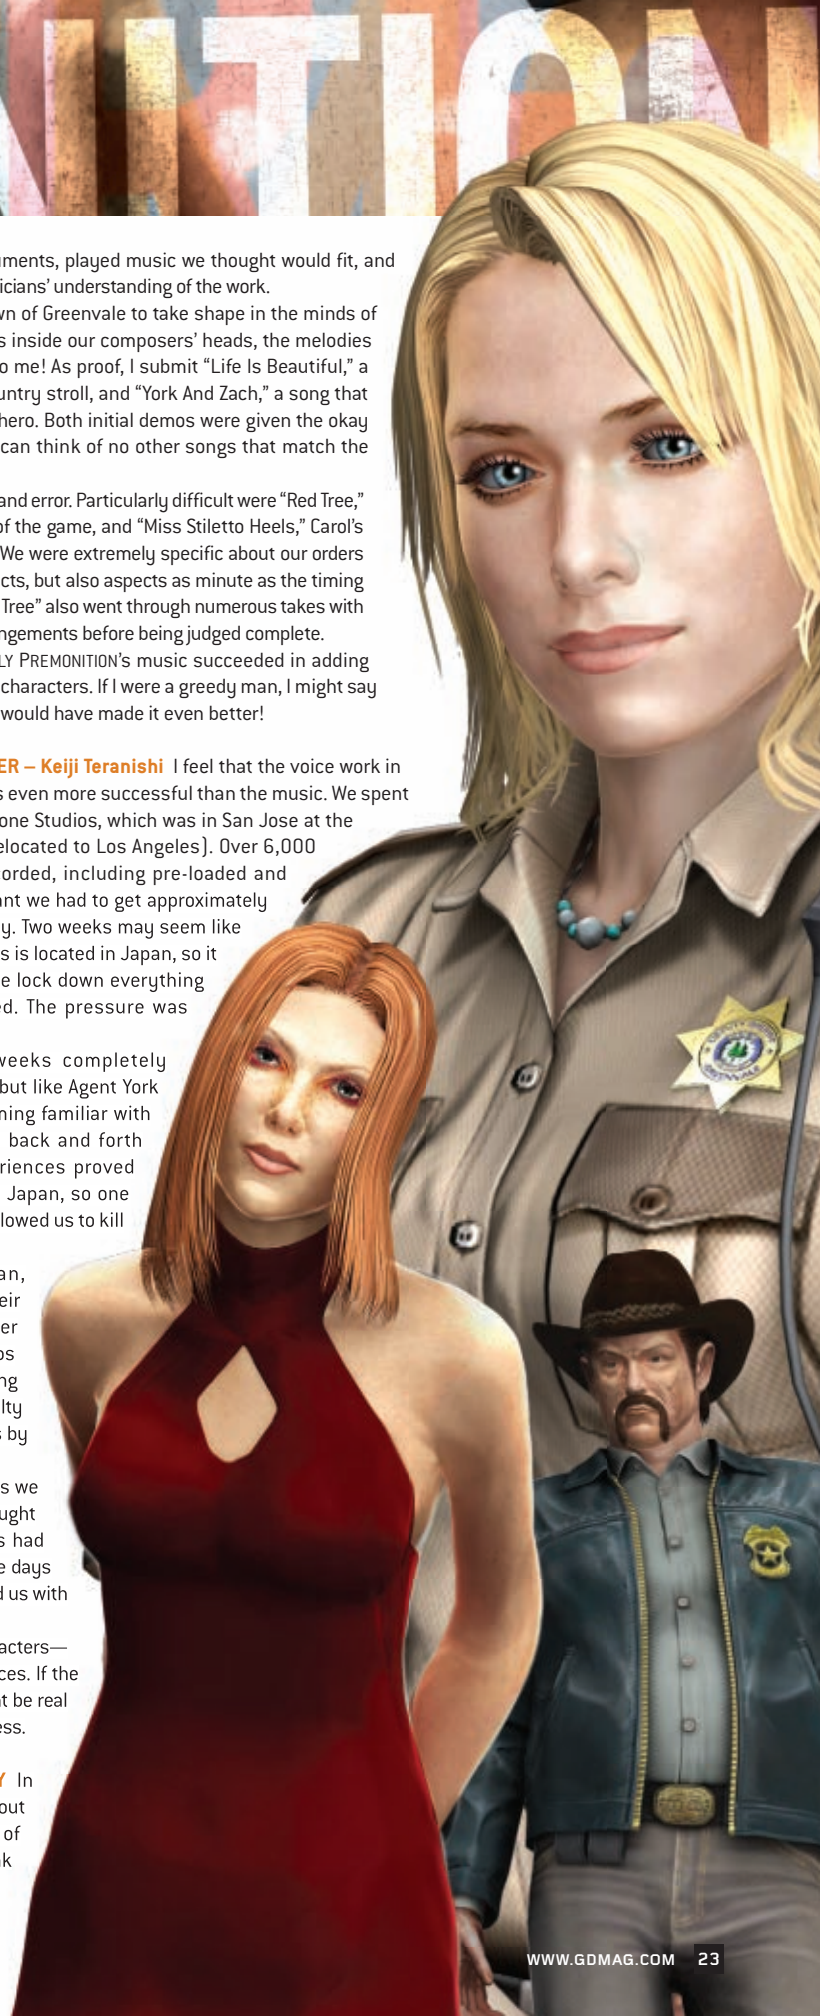 NITION
uments, played music we thought would fit, and
icians’ understanding of the work.
wn of Greenvale to take shape in the minds of
s inside our composers’ heads, the melodies
o me! As proof, I submit “Life Is Beautiful,” a
untry stroll, and “York And Zach,” a song that
hero. Both initial demos were given the okay
can think of no other songs that match the
and error. Particularly difficult were “Red Tree,”
of the game, and “Miss Stiletto Heels,” Carol’s
We were extremely specific about our orders
cts, but also aspects as minute as the timing
Tree” also went through numerous takes with
ngements before being judged complete.
LY PREMONITION’s music succeeded in adding
characters. If I were a greedy man, I might say
would have made it even better!
ER – Keiji Teranishi I feel that the voice work in
s even more successful than the music. We spent
one Studios, which was in San Jose at the
elocated to Los Angeles). Over 6,000
orded, including pre-loaded and
ant we had to get approximately
y. Two weeks may seem like
s is located in Japan, so it
e lock down everything
ed. The pressure was
weeks completely
but like Agent York
ming familiar with
back and forth
riences proved
Japan, so one
lowed us to kill
an,
eir
er
os
ng
lty
s by
s we
ught
s had
e days
d us with
acters—
ces. If the
t be real
ess.
Y In
out
of
k
WWW.GDMAG.COM 23